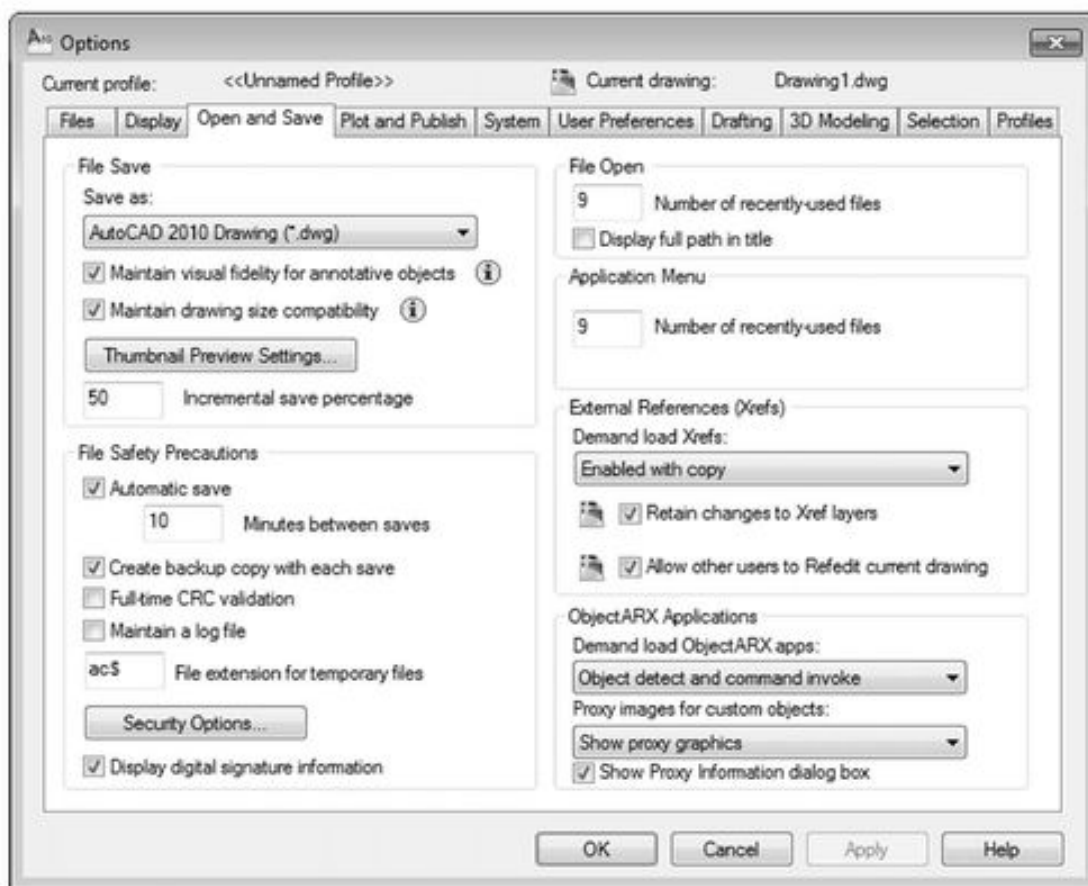 Options
Current profile: <<Unnamed Profile>> Current drawing: Drawing1.dwg
Files Display Open and Save Plot and Publish System User Preferences Drafting 3D Modeling Selection Profiles
File Save
Save as:
AutoCAD 2010 Drawing (*.dwg)
Maintain visual fidelity for annotative objects
Maintain drawing size compatibility
Thumbnail Preview Settings...
50 Incremental save percentage
File Safety Precautions
Automatic save
10 Minutes between saves
Create backup copy with each save
Full-time CRC validation
Maintain a log file
ac$ File extension for temporary files
Security Options...
Display digital signature information
File Open
9 Number of recently-used files
Display full path in title
Application Menu
9 Number of recently-used files
External References (Xrefs)
Demand load Xrefs:
Enabled with copy
Retain changes to Xref layers
Allow other users to Refedit current drawing
ObjectARX Applications
Demand load ObjectARX apps:
Object detect and command invoke
Proxy images for custom objects:
Show proxy graphics
Show Proxy Information dialog box
OK Cancel Apply Help